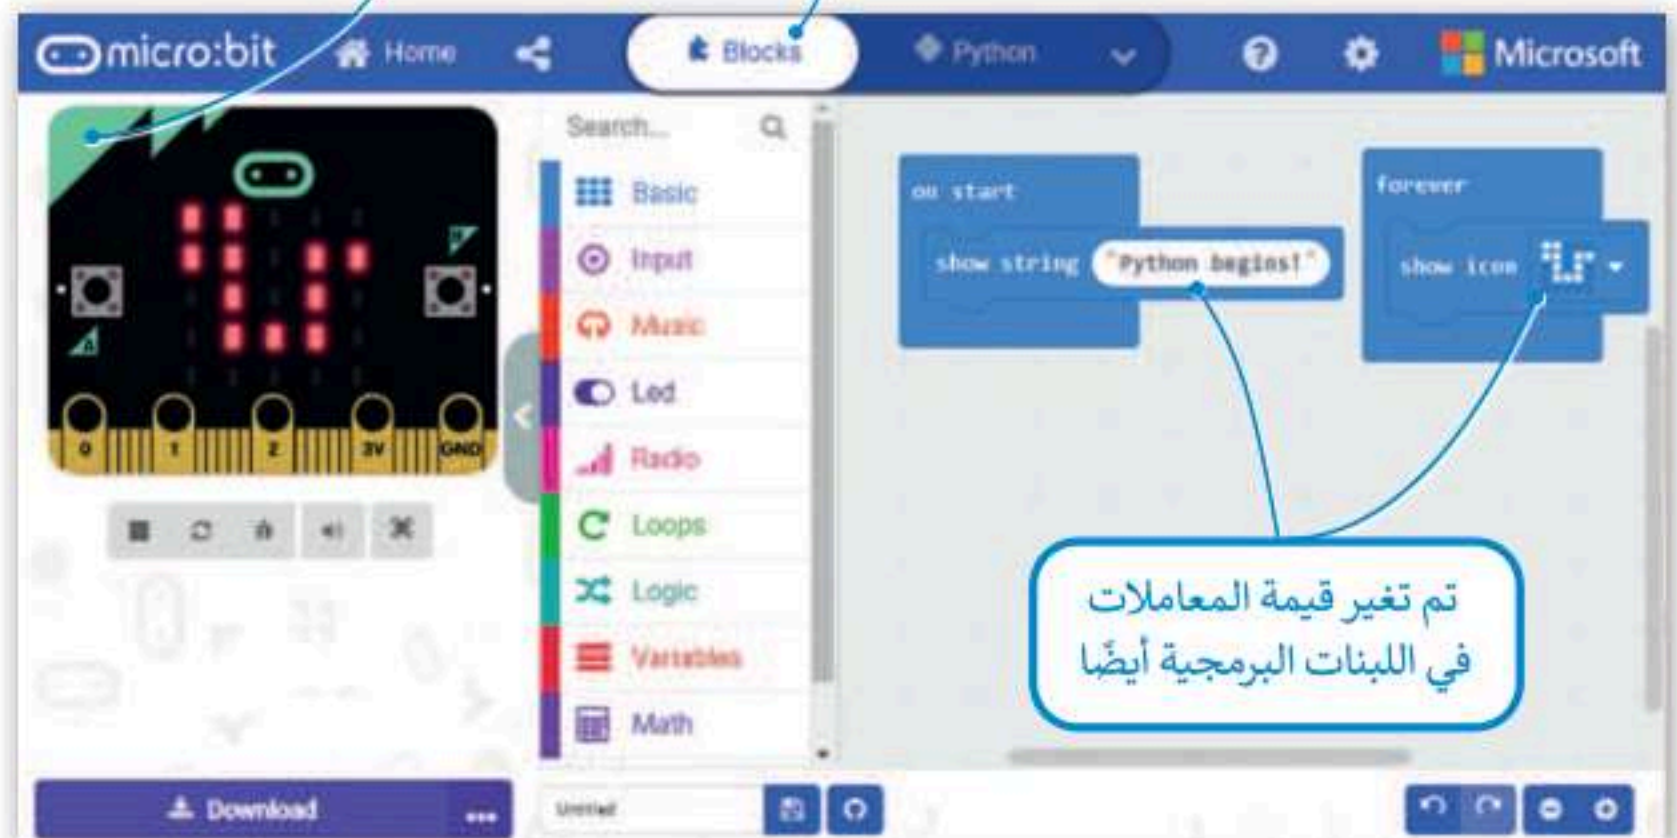 micro:bit Home Blocks Python Microsoft
Search...
Basic
Input
Music
Led
Radio
Loops
Logic
Variables
Math
on start
show string "Python begins!"
forever
show icon
B
A
0 1 2 3V GND
تم تغير قيمة المعاملات
في اللبنات البرمجية أيضًا
Download ...
Untitled